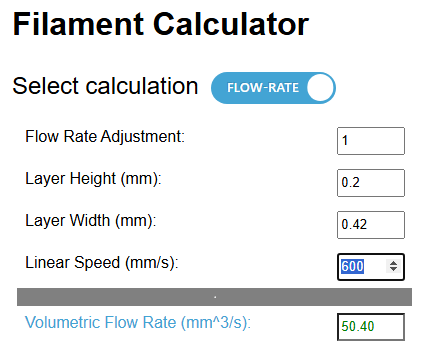 Filament Calculator
Select calculation FLOW-RATE
Flow Rate Adjustment: 1
Layer Height (mm): 0.2
Layer Width (mm): 0.42
Linear Speed (mm/s): 600
.
Volumetric Flow Rate (mm^3/s): 50.40